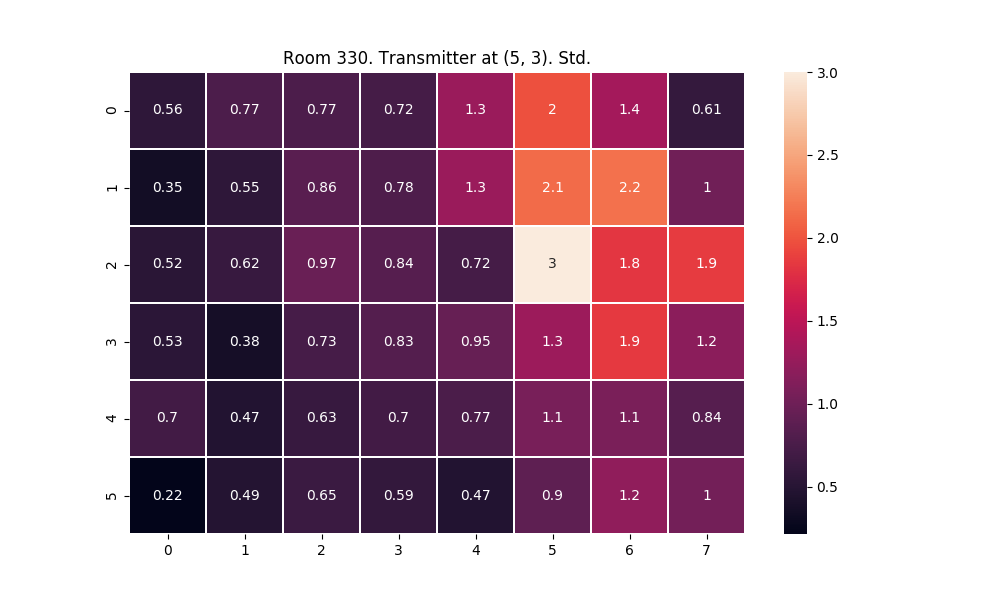 Room 330. Transmitter at (5, 3). Std.
0 0.56 0.77 0.77 0.72 1.3 2 1.4 0.61
1 0.35 0.55 0.86 0.78 1.3 2.1 2.2 1
2 0.52 0.62 0.97 0.84 0.72 3 1.8 1.9
3 0.53 0.38 0.73 0.83 0.95 1.3 1.9 1.2
4 0.7 0.47 0.63 0.7 0.77 1.1 1.1 0.84
5 0.22 0.49 0.65 0.59 0.47 0.9 1.2 1
0 1 2 3 4 5 6 7
3.0
2.5
2.0
1.5
1.0
0.5